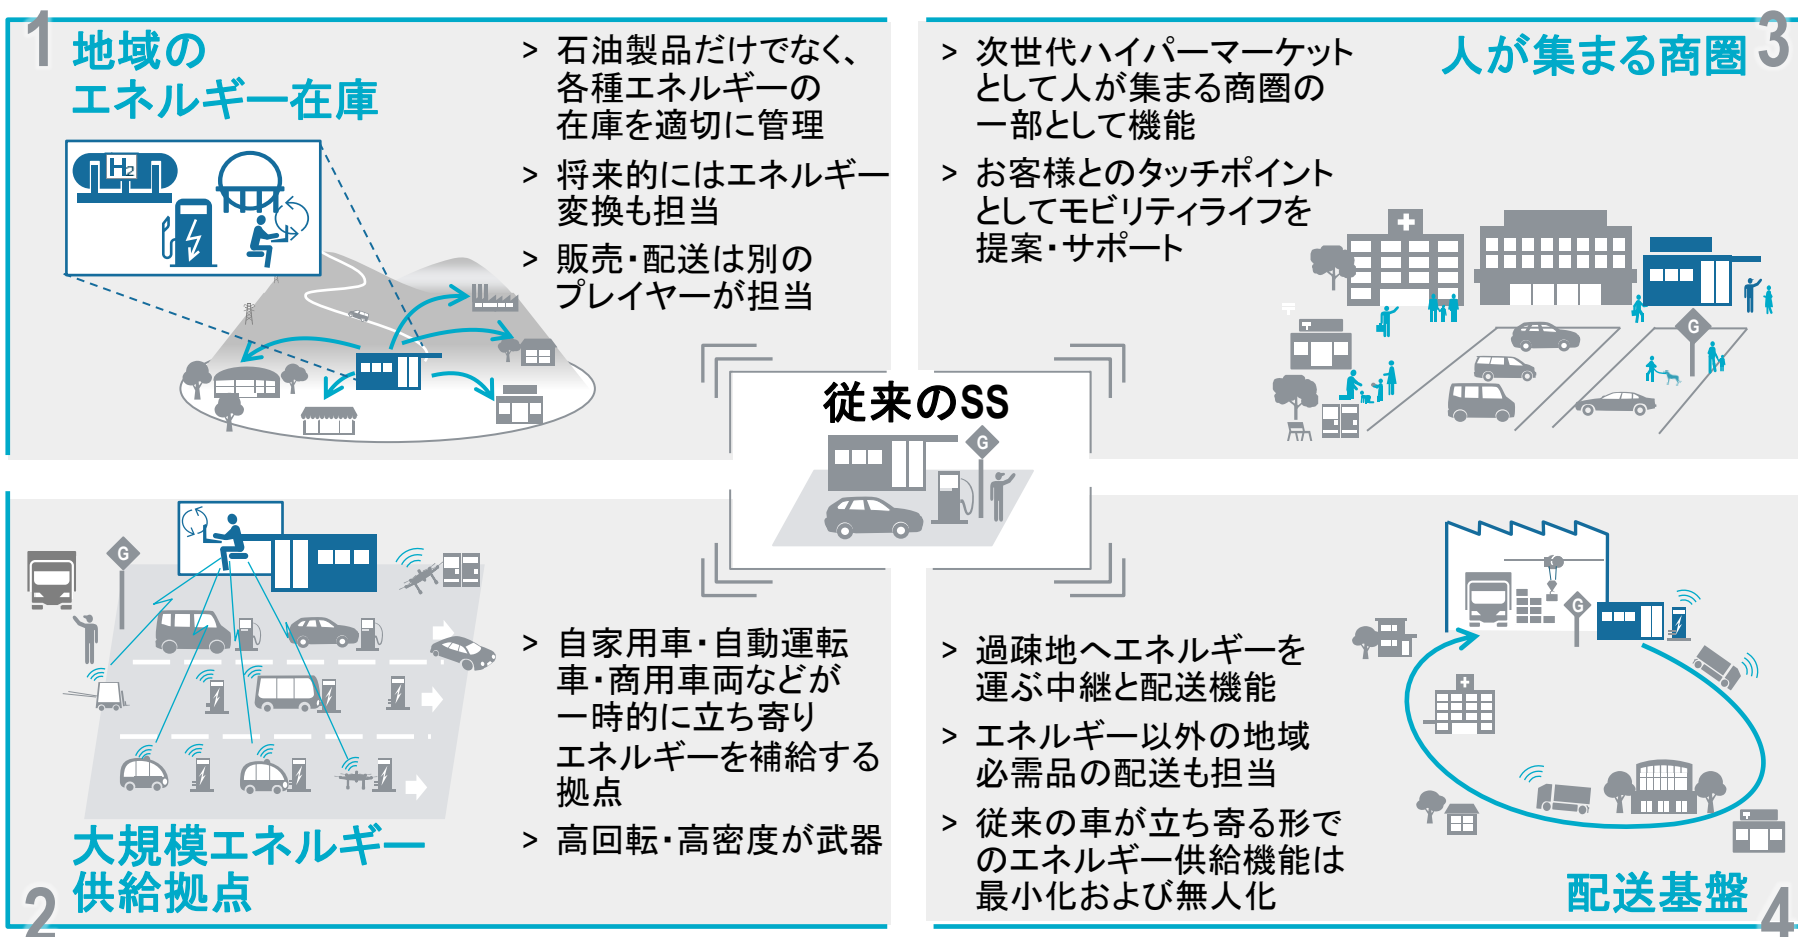 1
地域の
エネルギー在庫
> 石油製品だけでなく、
各種エネルギーの
在庫を適切に管理
> 将来的にはエネルギー
変換も担当
> 販売・配送は別の
プレイヤーが担当
H2
3
人が集まる商圏
> 次世代ハイパーマーケット
として人が集まる商圏の
一部として機能
> お客様とのタッチポイント
としてモビリティライフを
提案・サポート
〒
〒
G
従来のSS
G
2
大規模エネルギー
供給拠点
G
> 自家用車・自動運転
車・商用車両などが
一時的に立ち寄り
エネルギーを補給する
拠点
> 高回転・高密度が武器
4
配送基盤
> 過疎地へエネルギーを
運ぶ中継と配送機能
> エネルギー以外の地域
必需品の配送も担当
> 従来の車が立ち寄る形で
のエネルギー供給機能は
最小化および無人化
G